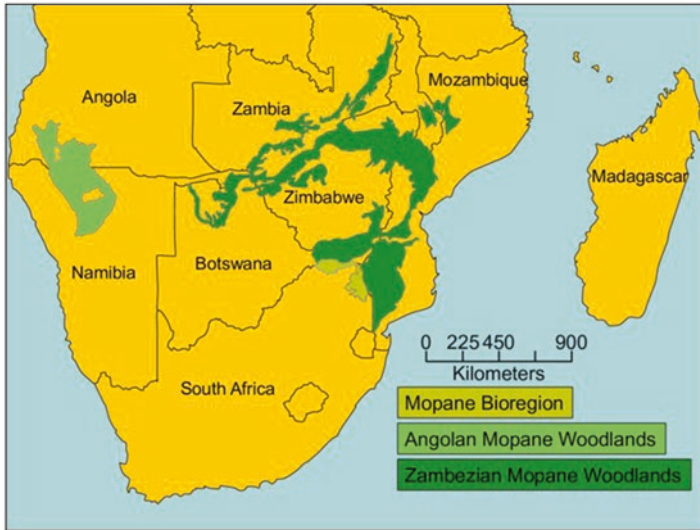 Angola
Zambia
Mozambique
Madagascar
Zimbabwe
Namibia
Botswana
South Africa
0 225 450 900
Kilometers
Mopane Bioregion
Angolan Mopane Woodlands
Zambezian Mopane Woodlands